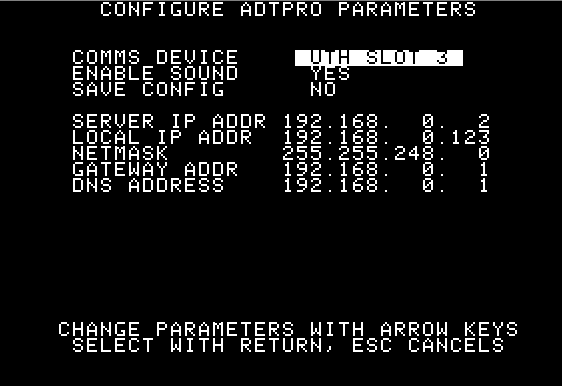 CONFIGURE ADTPRO PARAMETERS
COMMS DEVICE UTH SLOT 3
ENABLE SOUND YES
SAVE CONFIG NO
SERVER IP ADDR 192.168. 0. 2
LOCAL IP ADDR 192.168. 0.123
NETMASK 255.255.248. 0
GATEWAY ADDR 192.168. 0. 1
DNS ADDRESS 192.168. 0. 1
CHANGE PARAMETERS WITH ARROW KEYS
SELECT WITH RETURN, ESC CANCELS